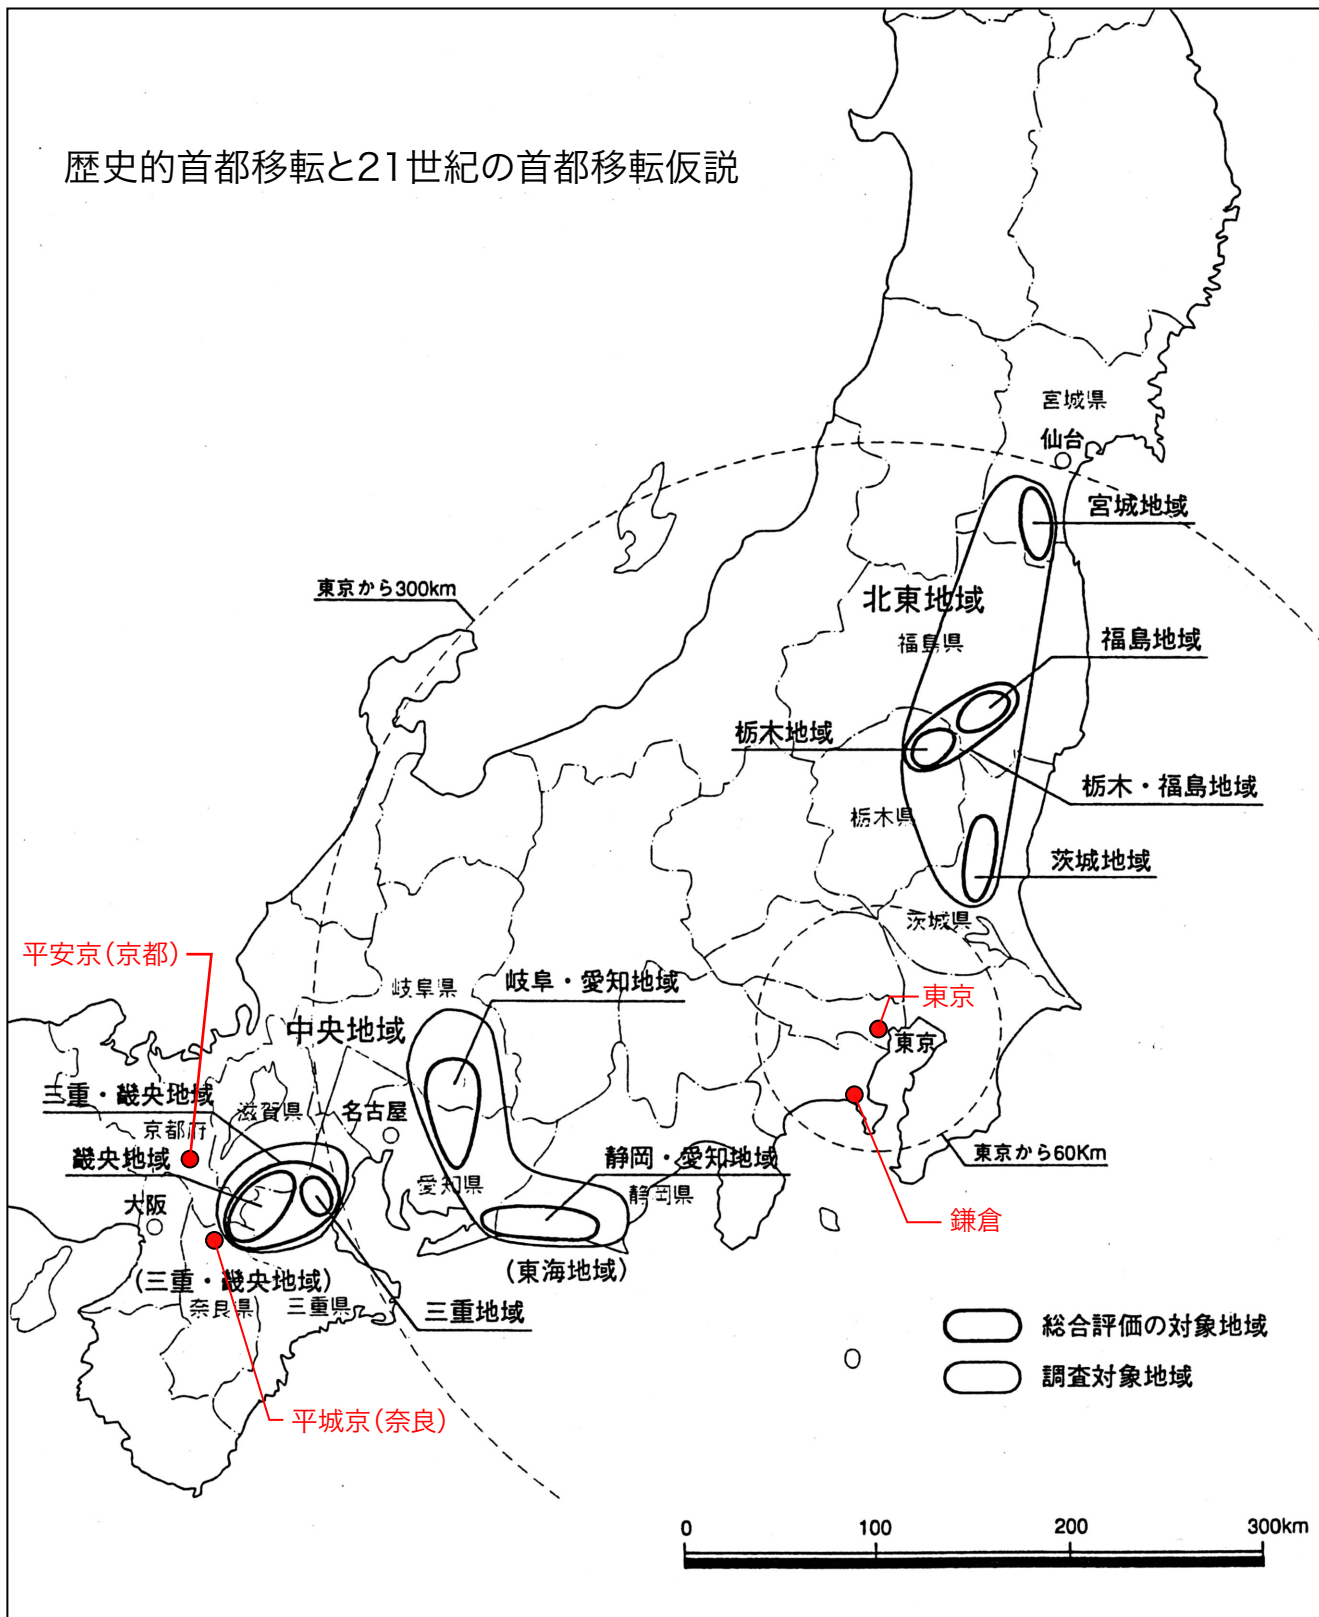 歴史的首都移転と21世紀の首都移転仮説
宮城県
仙台
宮城地域
東京から300km
北東地域
福島県
福島地域
栃木地域
栃木・福島地域
栃木県
茨城地域
茨城県
平安京(京都)
岐阜県
岐阜・愛知地域
東京
中央地域
東京
三重・畿央地域
滋賀県
名古屋
京都府
畿央地域
静岡・愛知地域
東京から60Km
愛知県
静岡県
大阪
鎌倉
(東海地域)
(三重・畿央地域)
奈良県
三重県
三重地域
総合評価の対象地域
調査対象地域
平城京(奈良)
0 100 200 300km